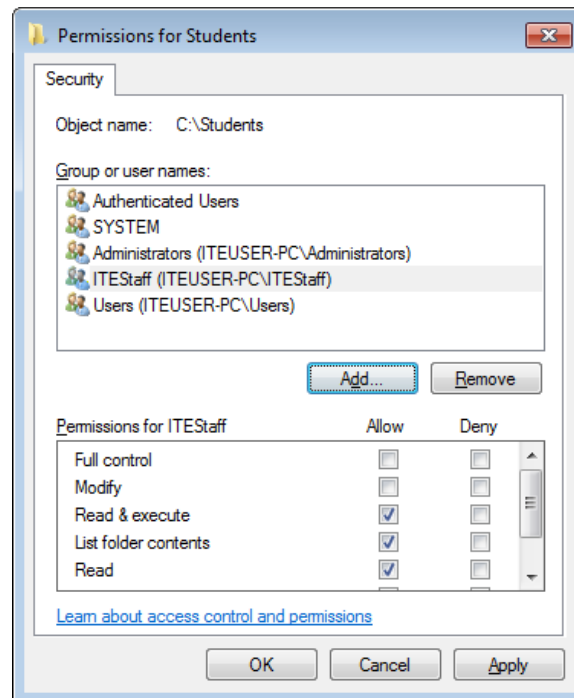 Permissions for Students
Security
Object name: C:\Students
Group or user names:
Authenticated Users
SYSTEM
Administrators (ITEUSER-PC\Administrators)
ITEStaff (ITEUSER-PC\ITEStaff)
Users (ITEUSER-PC\Users)
Add... Remove
Permissions for ITEStaff Allow Deny
Full control
Modify
Read & execute
List folder contents
Read
Learn about access control and permissions
OK Cancel Apply